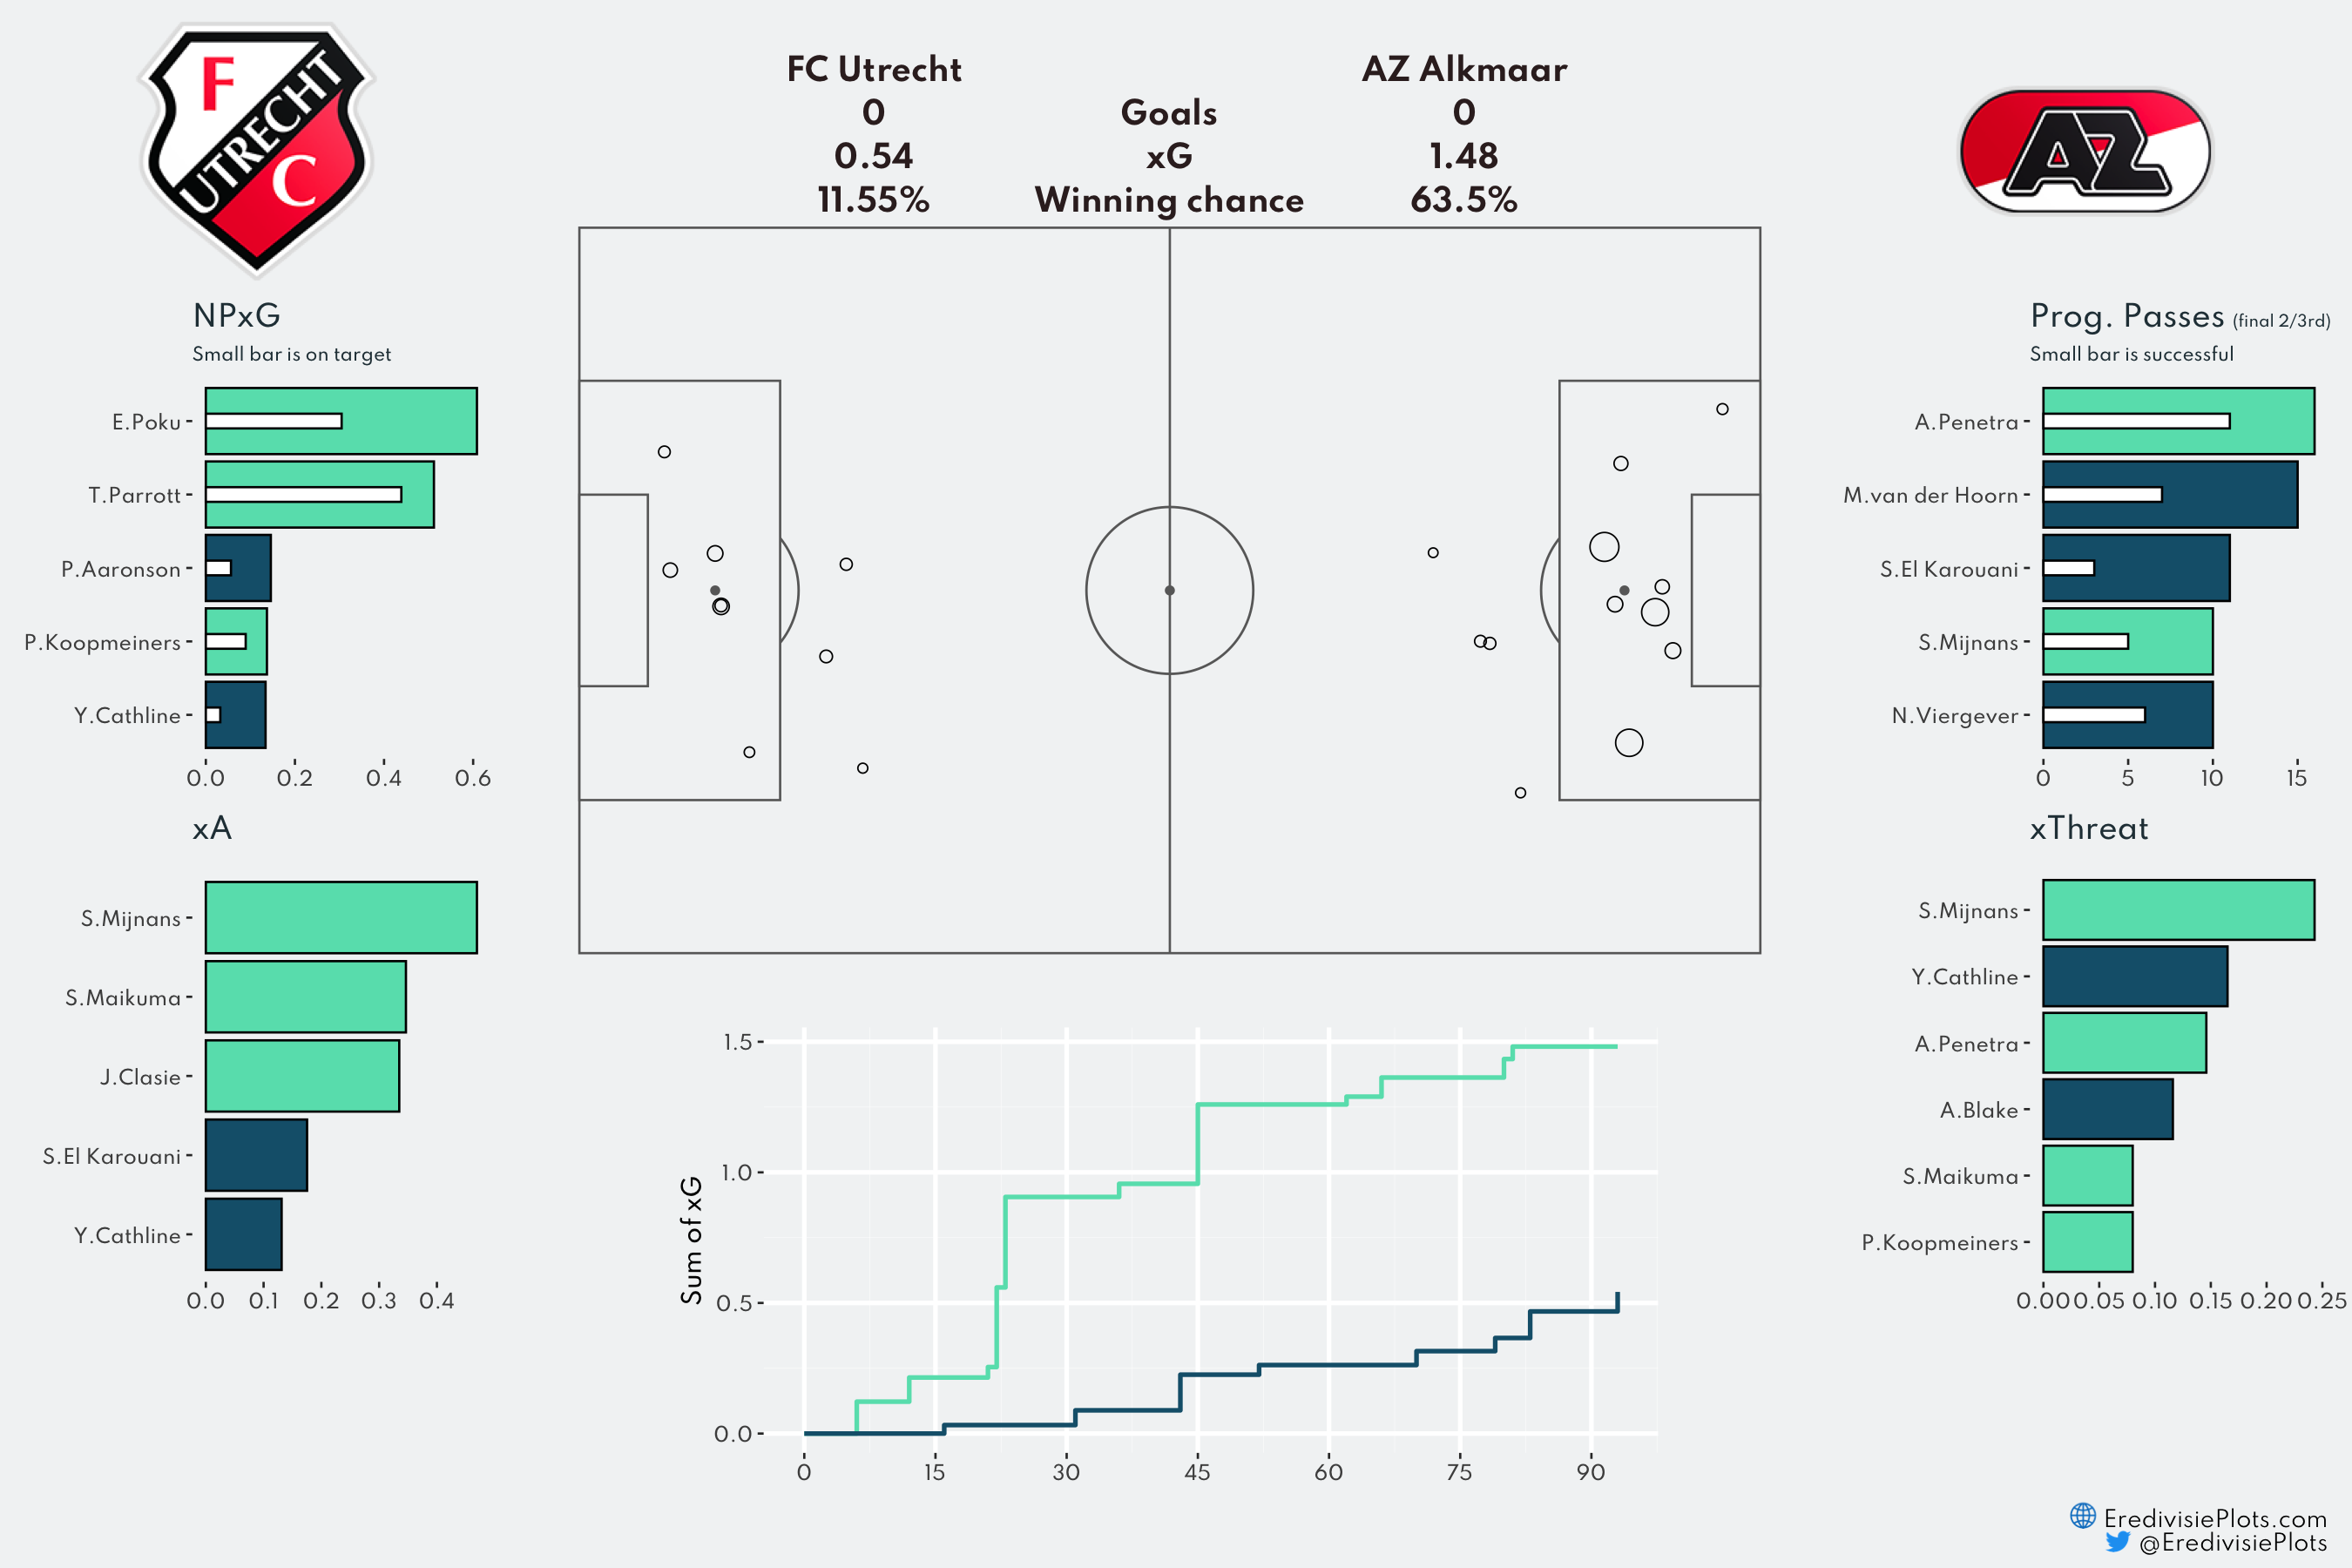 F
UTRECHT
C
FC Utrecht AZ Alkmaar
0 Goals 0
0.54 xG 1.48
11.55% Winning chance 63.5%
AZ
NPxG
Small bar is on target
E.Poku
T.Parrott
P.Aaronson
P.Koopmeiners
Y.Cathline
0.0 0.2 0.4 0.6
xA
S.Mijnans
S.Maikuma
J.Clasie
S.El Karouani
Y.Cathline
0.0 0.1 0.2 0.3 0.4
Sum of xG
1.5
1.0
0.5
0.0
0 15 30 45 60 75 90
Prog. Passes (final 2/3rd)
Small bar is successful
A.Penetra
M.van der Hoorn
S.El Karouani
S.Mijnans
N.Viergever
0 5 10 15
xThreat
S.Mijnans
Y.Cathline
A.Penetra
A.Blake
S.Maikuma
P.Koopmeiners
0.00 0.05 0.10 0.15 0.20 0.25
EredivisiePlots.com
@EredivisiePlots